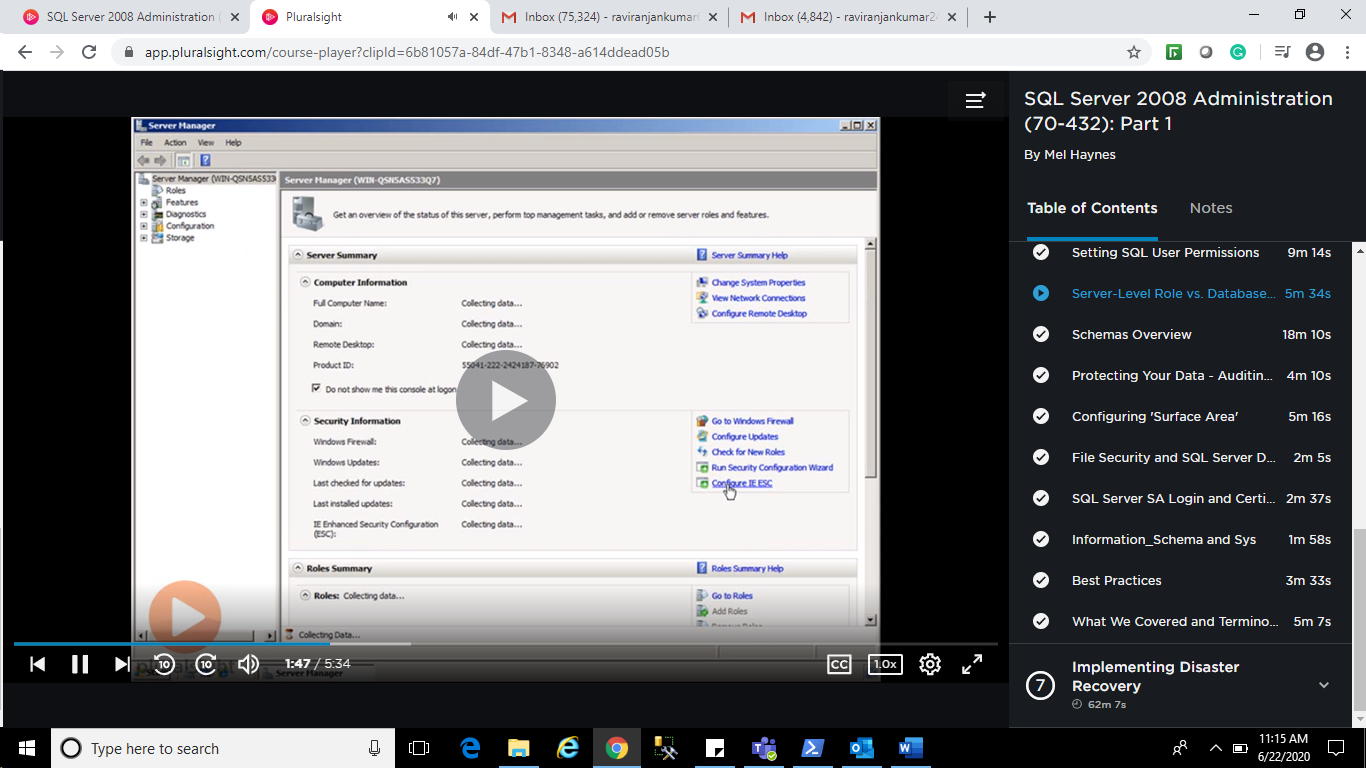 SQL Server 2008 Administration (
Pluralsight
Inbox (75,324) - raviranjankumar
Inbox (4,842) - raviranjankumar24
app.pluralsight.com/course-player?clipId=6b81057a-84df-47b1-8348-a614ddead05b
Server Manager
File Action View Help
Server Manager (WIN-QSNSAS533
Roles
Features
Diagnostics
Configuration
Storage
Server Manager (WIN-QSNSAS533Q7)
Get an overview of the status of this server, perform top management tasks, and add or remove server roles and features.
Server Summary
Server Summary Help
Computer Information
Full Computer Name: Collecting data...
Domain: Collecting data...
Remote Desktop: Collecting data...
Product ID: 55041-222-2424187-76902
Do not show me this console at logon
Change System Properties
View Network Connections
Configure Remote Desktop
Security Information
Windows Firewall: Collecting data...
Windows Updates: Collecting data...
Last checked for updates: Collecting data...
Last installed updates: Collecting data...
IE Enhanced Security Configuration Collecting data...
(ESC):
Go to Windows Firewall
Configure Updates
Check for New Roles
Run Security Configuration Wizard
Configure IE ESC
Roles Summary
Roles Summary Help
Roles: Collecting data...
Go to Roles
Add Roles
Remove Roles
Collecting Data...
Server Manager
10
10
1:47 / 5:34
CC
1.0x
SQL Server 2008 Administration
(70-432): Part 1
By Mel Haynes
Table of Contents
Notes
Setting SQL User Permissions 9m 14s
Server-Level Role vs. Database... 5m 34s
Schemas Overview 18m 10s
Protecting Your Data - Auditin... 4m 10s
Configuring 'Surface Area' 5m 16s
File Security and SQL Server D... 2m 5s
SQL Server SA Login and Certi... 2m 37s
Information_Schema and Sys 1m 58s
Best Practices 3m 33s
What We Covered and Termino... 5m 7s
7
Implementing Disaster
Recovery
62m 7s
Type here to search
11:15 AM
6/22/2020